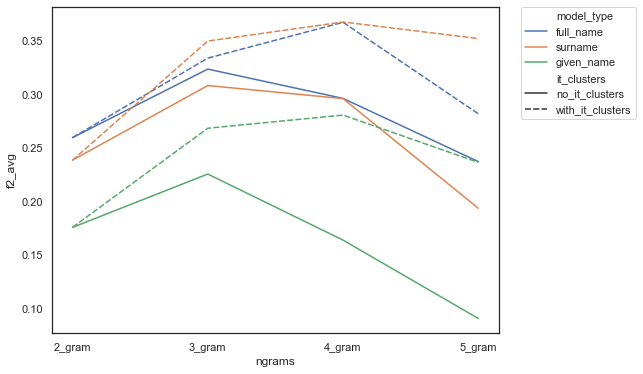 model_type
full_name
surname
given_name
it_clusters
no_it_clusters
with_it_clusters
f2_avg
0.35
0.30
0.25
0.20
0.15
0.10
2_gram 3_gram 4_gram 5_gram
ngrams